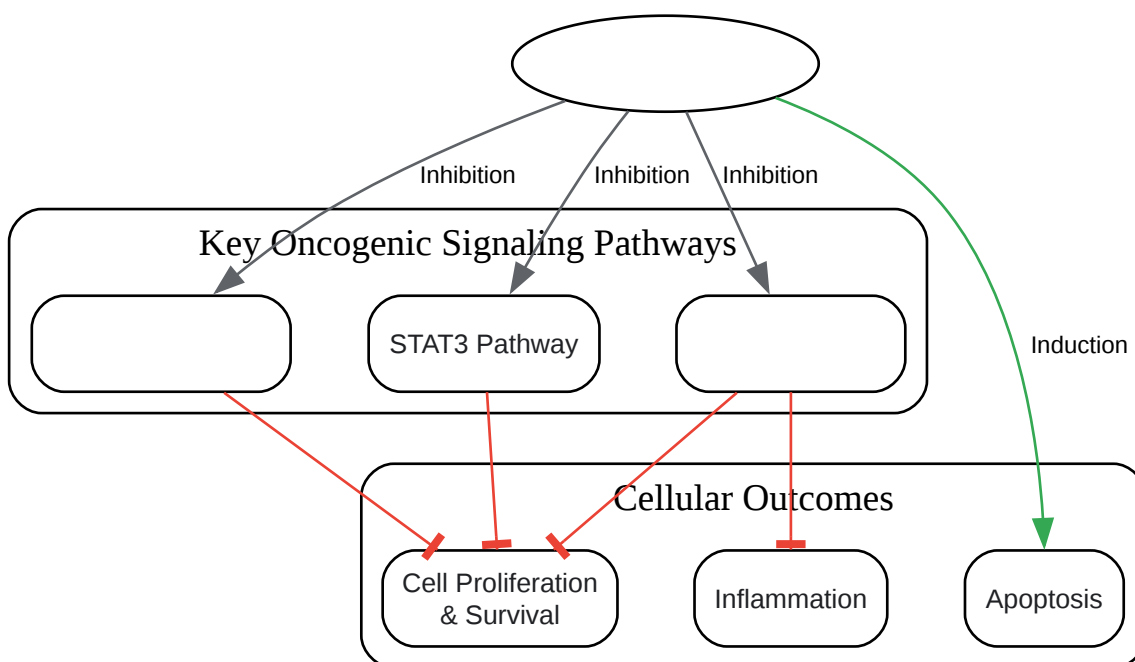 Inhibition
Inhibition
Inhibition
Key Oncogenic Signaling Pathways
STAT3 Pathway
Induction
Cellular Outcomes
Cell Proliferation
& Survival
Inflammation
Apoptosis